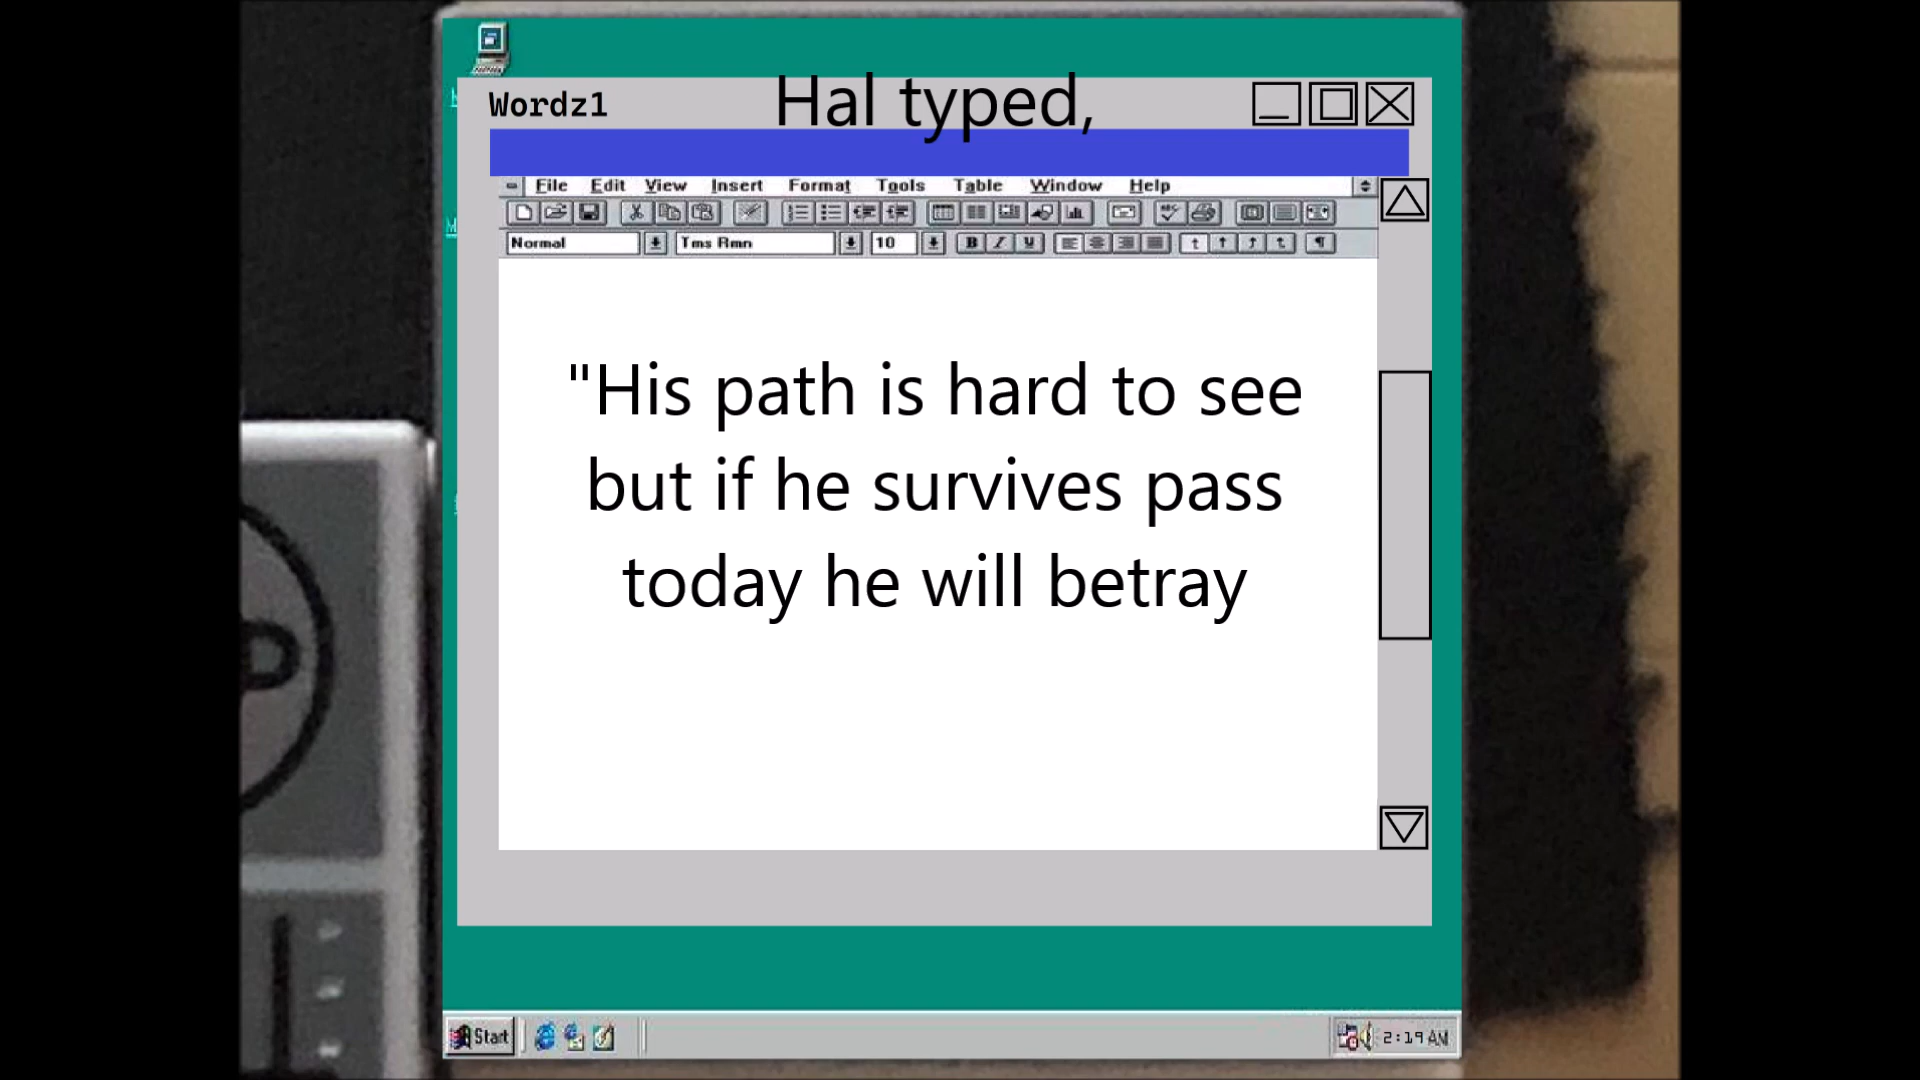 Hal typed,
Wordz1
File Edit View Insert Format Tools Table Window Help
Normal Tms Rmn 10 B I U
"His path is hard to see
but if he survives pass
today he will betray
Start 2:19 AM